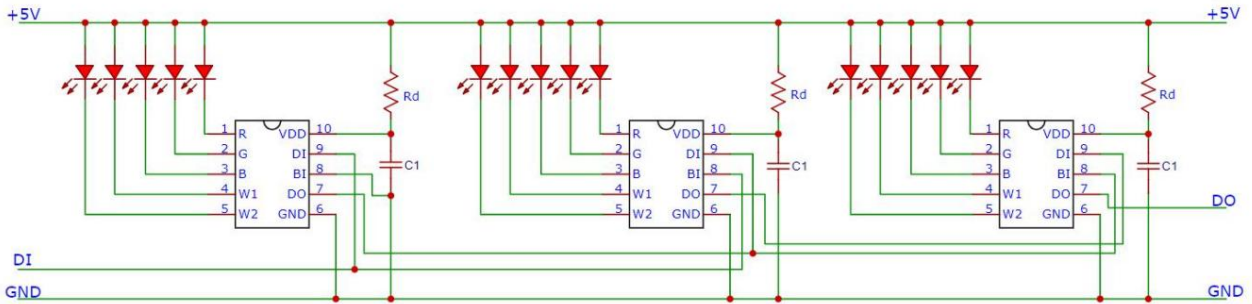 +5V +5V
Rd Rd Rd
1 R VDD 10 1 R VDD 10 1 R VDD 10
2 G DI 9 2 G DI 9 2 G DI 9
C1 C1 C1
3 B BI 8 3 B BI 8 3 B BI 8
4 W1 DO 7 4 W1 DO 7 4 W1 DO 7
DO
5 W2 GND 6 5 W2 GND 6 5 W2 GND 6
DI
GND GND